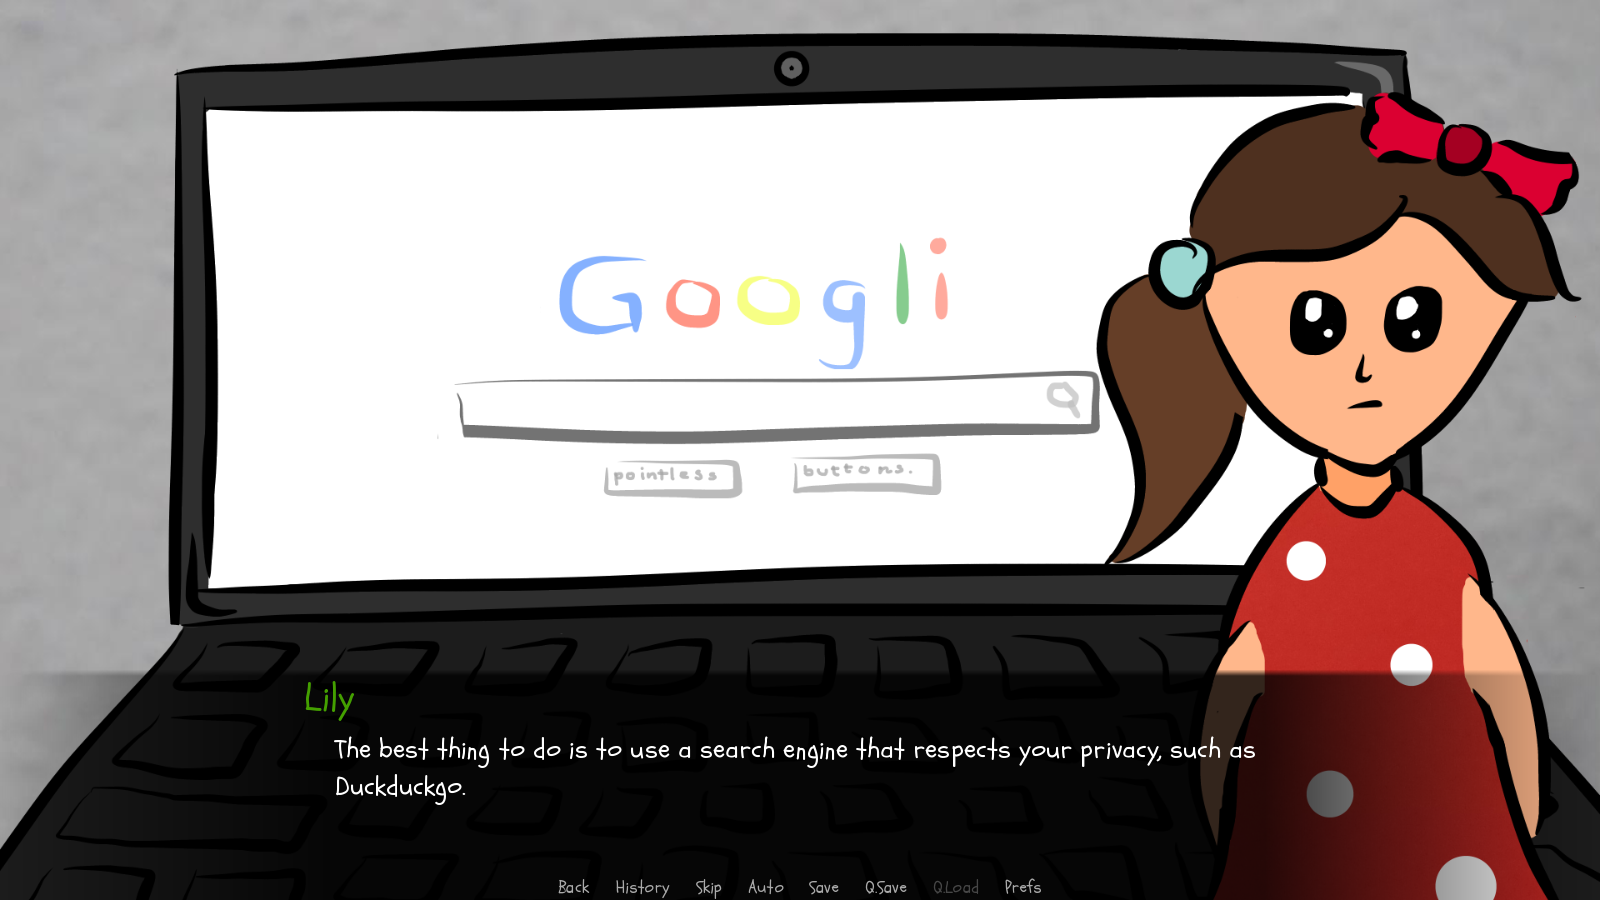 Googli
pointless buttons.
Lily
The best thing to do is to use a search engine that respects your privacy, such as
Duckduckgo.
Back History Skip Auto Save Q.Save Q.Load Prefs